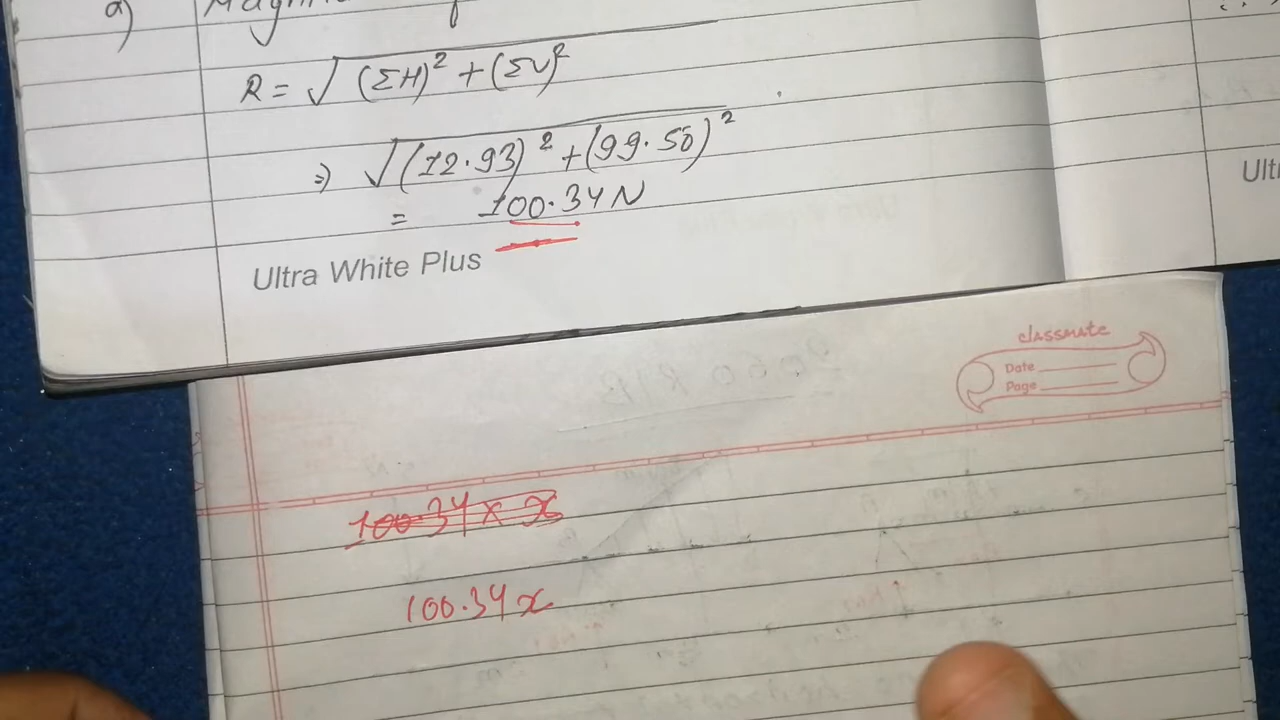 a)
R = √(ΣH)² + (ΣV)²
⇒ √(12.93)² + (99.50)²
= 100.34 N
Ultra White Plus
classmate
Date
Page
100.34 × x
100.34 x